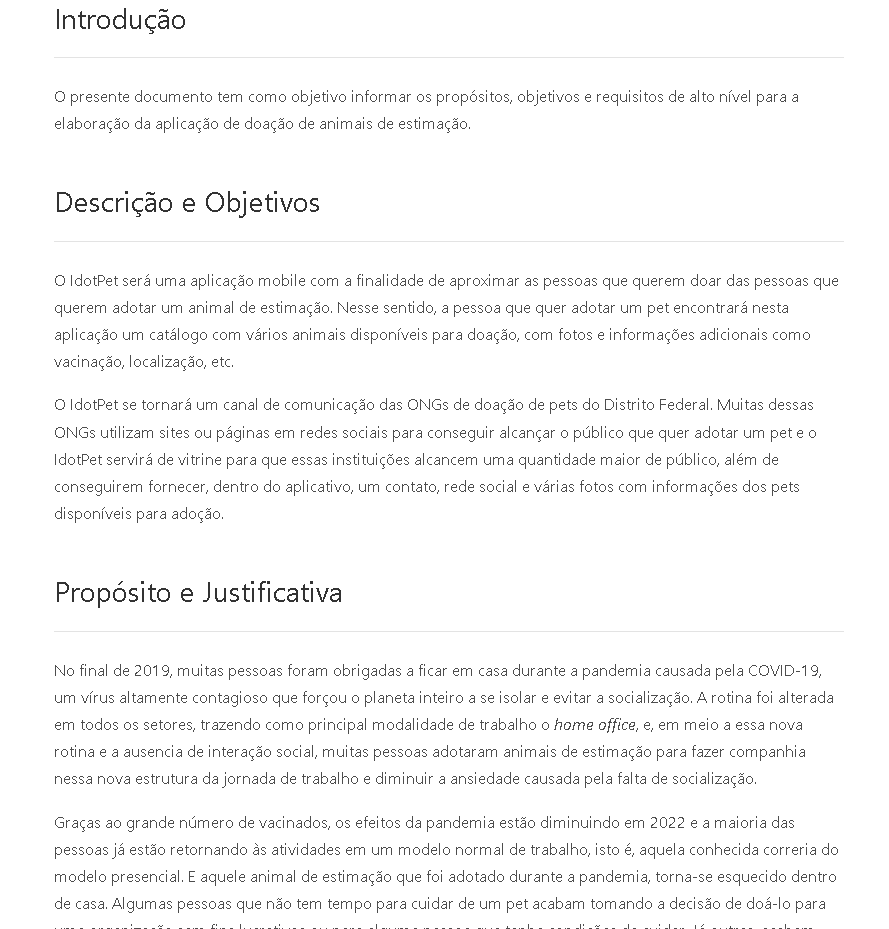 Introdução
O presente documento tem como objetivo informar os propósitos, objetivos e requisitos de alto nível para a
elaboração da aplicação de doação de animais de estimação.
Descrição e Objetivos
O IdotPet será uma aplicação mobile com a finalidade de aproximar as pessoas que querem doar das pessoas que
querem adotar um animal de estimação. Nesse sentido, a pessoa que quer adotar um pet encontrará nesta
aplicação um catálogo com vários animais disponíveis para doação, com fotos e informações adicionais como
vacinação, localização, etc.
O IdotPet se tornará um canal de comunicação das ONGs de doação de pets do Distrito Federal. Muitas dessas
ONGs utilizam sites ou páginas em redes sociais para conseguir alcançar o público que quer adotar um pet e o
IdotPet servirá de vitrine para que essas instituições alcancem uma quantidade maior de público, além de
conseguirem fornecer, dentro do aplicativo, um contato, rede social e várias fotos com informações dos pets
disponíveis para adoção.
Propósito e Justificativa
No final de 2019, muitas pessoas foram obrigadas a ficar em casa durante a pandemia causada pela COVID-19,
um vírus altamente contagioso que forçou o planeta inteiro a se isolar e evitar a socialização. A rotina foi alterada
em todos os setores, trazendo como principal modalidade de trabalho o home office, e, em meio a essa nova
rotina e a ausencia de interação social, muitas pessoas adotaram animais de estimação para fazer companhia
nessa nova estrutura da jornada de trabalho e diminuir a ansiedade causada pela falta de socialização.
Graças ao grande número de vacinados, os efeitos da pandemia estão diminuindo em 2022 e a maioria das
pessoas já estão retornando às atividades em um modelo normal de trabalho, isto é, aquela conhecida correria do
modelo presencial. E aquele animal de estimação que foi adotado durante a pandemia, torna-se esquecido dentro
de casa. Algumas pessoas que não tem tempo para cuidar de um pet acabam tomando a decisão de doá-lo para